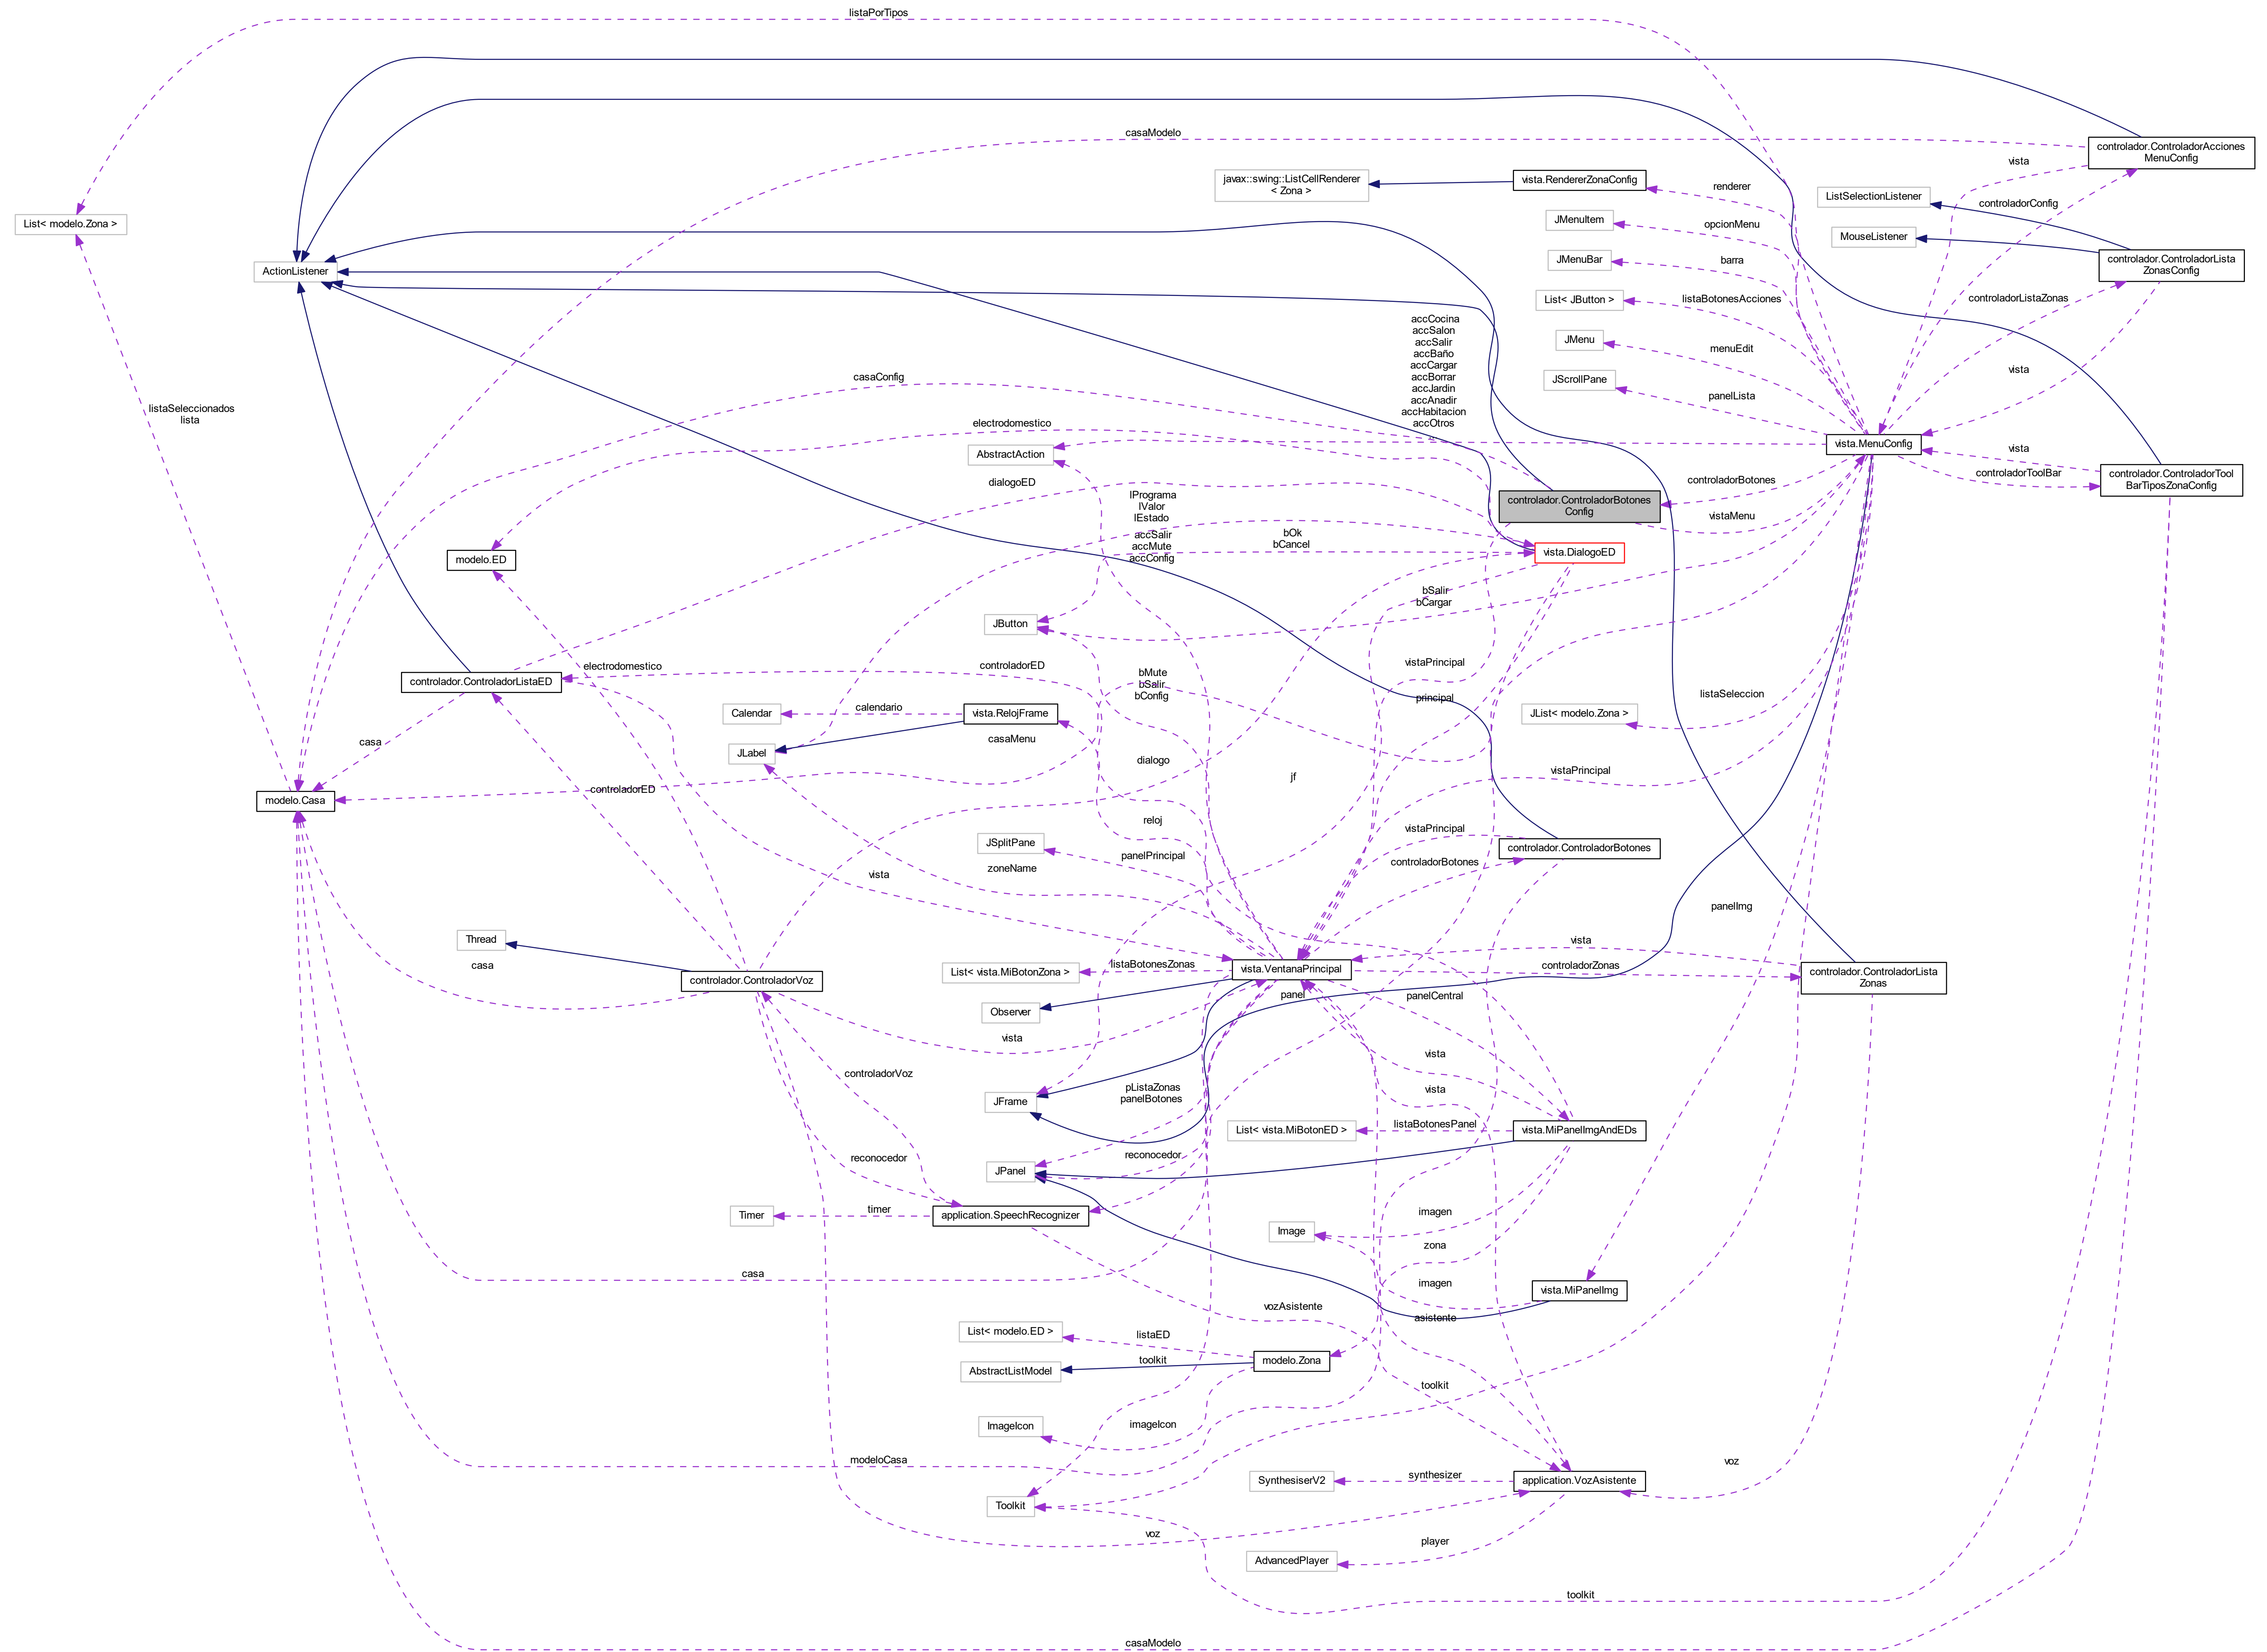 listaPorTipos
casaModelo
controlador.ControladorAcciones
MenuConfig
vista
javax::swing::ListCellRenderer
< Zona >
vista.RendererZonaConfig
renderer
ListSelectionListener
controladorConfig
List< modelo.Zona >
JMenuItem
opcionMenu
MouseListener
JMenuBar
barra
controlador.ControladorLista
ZonasConfig
ActionListener
List< JButton >
listaBotonesAcciones
controladorListaZonas
accCocina
accSalon
accSalir
accBaño
accCargar
accBorrar
accJardin
accAnadir
accHabitacion
accOtros
JMenu
menuEdit
vista
JScrollPane
panelLista
casaConfig
listaSeleccionados
lista
electrodomestico
AbstractAction
vista.MenuConfig
vista
controladorToolBar
controlador.ControladorTool
BarTiposZonaConfig
dialogoED
controladorBotones
lPrograma
lValor
lEstado
controlador.ControladorBotones
Config
vistaMenu
accSalir
accMute
accConfig
bOk
bCancel
vista.DialogoED
modelo.ED
bSalir
bCargar
JButton
electrodomestico
controladorED
vistaPrincipal
controlador.ControladorListaED
bMute
bSalir
bConfig
principal
listaSeleccion
Calendar
calendario
vista.RelojFrame
JList< modelo.Zona >
casa
JLabel
casaMenu
dialogo
jf
vistaPrincipal
controladorED
modelo.Casa
reloj
vistaPrincipal
JSplitPane
panelPrincipal
controlador.ControladorBotones
zoneName
controladorBotones
vista
panelImg
Thread
vista
casa
List< vista.MiBotonZona >
listaBotonesZonas
vista.VentanaPrincipal
controladorZonas
controlador.ControladorLista
Zonas
controlador.ControladorVoz
panel
panelCentral
Observer
vista
vista
controladorVoz
pListaZonas
panelBotones
vista
JFrame
List< vista.MiBotonED >
listaBotonesPanel
vista.MiPanelImgAndEDs
reconocedor
reconocedor
JPanel
Timer
timer
application.SpeechRecognizer
imagen
Image
zona
casa
imagen
vista.MiPanelImg
vozAsistente
asistente
List< modelo.ED >
listaED
toolkit
modelo.Zona
AbstractListModel
toolkit
ImageIcon
imageIcon
modeloCasa
voz
synthesizer
SynthesiserV2
application.VozAsistente
Toolkit
voz
player
AdvancedPlayer
toolkit
casaModelo